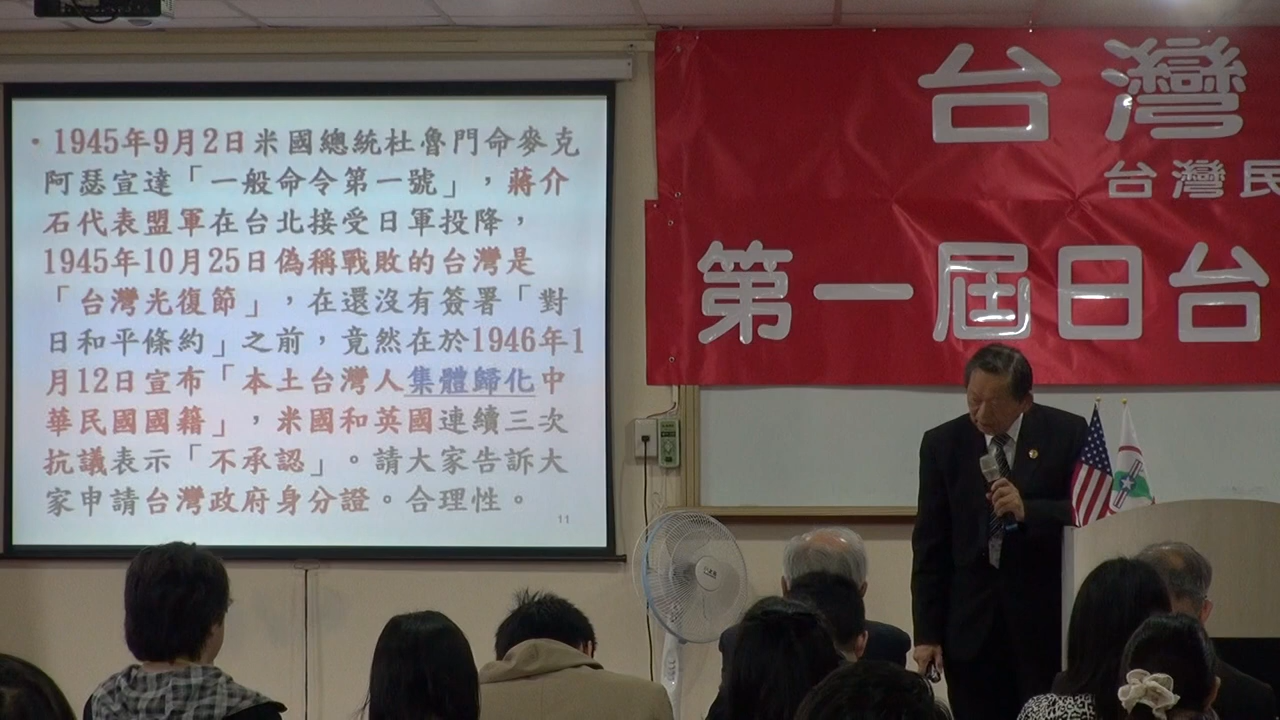 • 1945年9月2日米國總統杜魯門命麥克
阿瑟宣達「一般命令第一號」，蔣介
石代表盟軍在台北接受日軍投降，
1945年10月25日偽稱戰敗的台灣是
「台灣光復節」，在還沒有簽署「對
日和平條約」之前，竟然在於1946年1
月12日宣布「本土台灣人集體歸化中
華民國國籍」，米國和英國連續三次
抗議表示「不承認」。請大家告訴大
家申請台灣政府身分證。合理性。
11
台灣
台灣民
第一屆日台